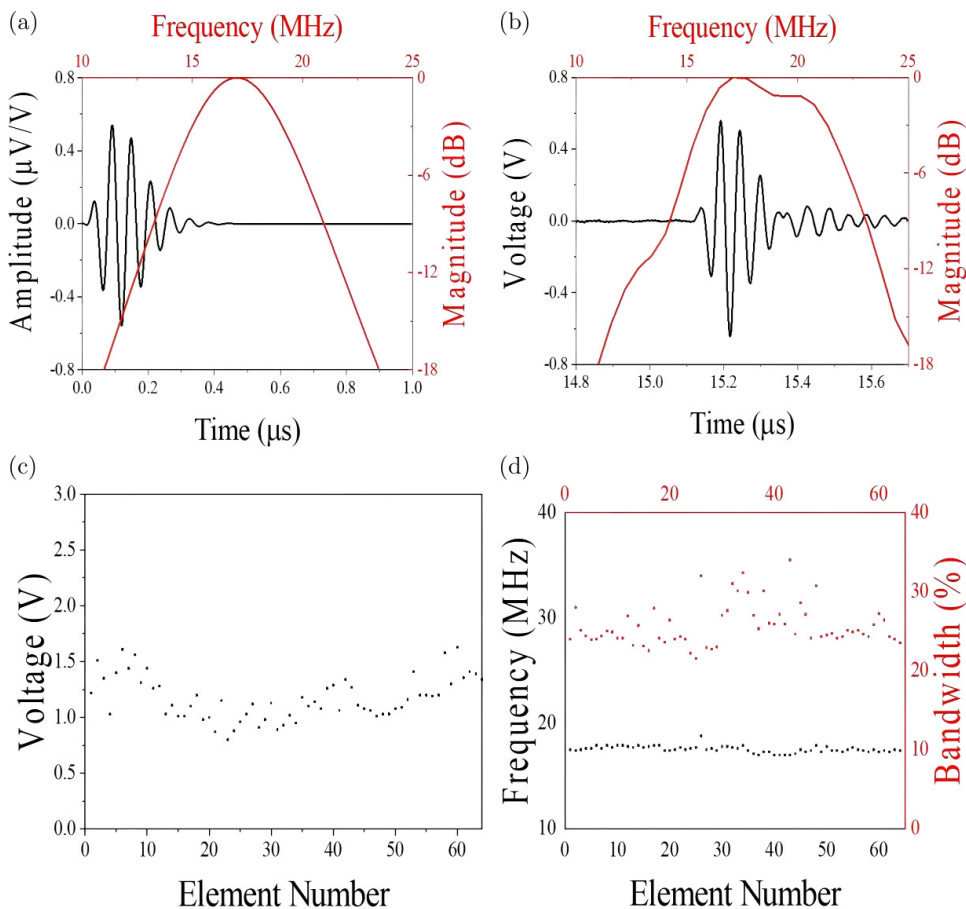 (a)
Frequency (MHz)
10 15 20 25
0.8
0.4
0.0
-0.4
-0.8
Amplitude (μV/V)
0
-6
-12
-18
Magnitude (dB)
0.0 0.2 0.4 0.6 0.8 1.0
Time (μs)
(b)
Frequency (MHz)
10 15 20 25
0.8
0.4
0.0
-0.4
-0.8
Voltage (V)
0
-6
-12
-18
Magnitude (dB)
14.8 15.0 15.2 15.4 15.6
Time (μs)
(c)
3.0
2.5
2.0
1.5
1.0
0.5
0.0
Voltage (V)
0 10 20 30 40 50 60
Element Number
(d)
0 20 40 60
40
30
20
10
Frequency (MHz)
40
30
20
10
0
Bandwidth (%)
0 10 20 30 40 50 60
Element Number